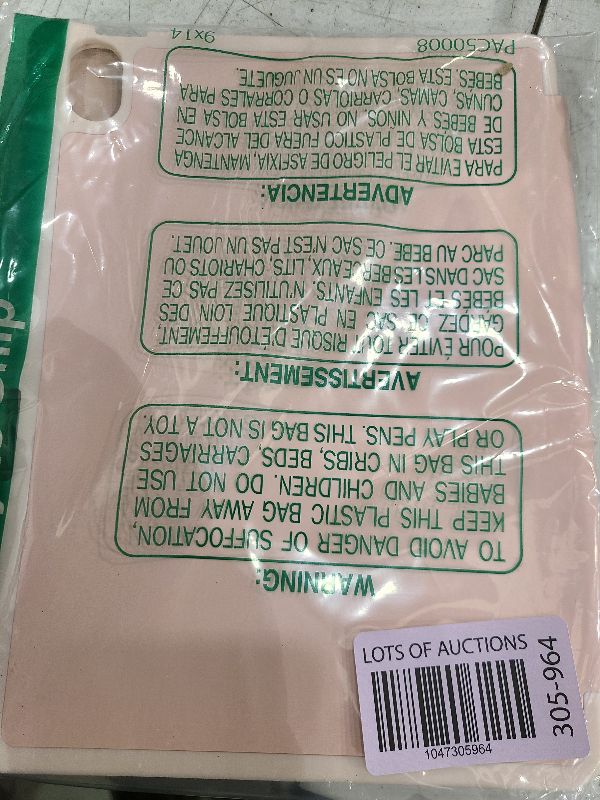 WARNING:
TO AVOID DANGER OF SUFFOCATION,
KEEP THIS PLASTIC BAG AWAY FROM
BABIES AND CHILDREN. DO NOT USE
THIS BAG IN CRIBS, BEDS, CARRIAGES
OR PLAY PENS. THIS BAG IS NOT A TOY.
AVERTISSEMENT:
POUR ÉVITER TOUT RISQUE D'ÉTOUFFEMENT,
GARDEZ CE SAC EN PLASTIQUE LOIN DES
BEBES ET LES ENFANTS. N'UTILISEZ PAS CE
SAC DANS LES BERCEAUX, LITS, CHARIOTS OU
PARC AU BEBE. CE SAC N'EST PAS UN JOUET.
ADVERTENCIA:
PARA EVITAR EL PELIGRO DE ASFIXIA, MANTENGA
ESTA BOLSA DE PLASTICO FUERA DEL ALCANCE
DE BEBES Y NINOS. NO USAR ESTA BOLSA EN
CUNAS, CAMAS, CARRIOLAS O CORRALES PARA
BEBES. ESTA BOLSA NO ES UN JUGUETE.
PAC50008
9x14
LOTS OF AUCTIONS
1047305964
305-964